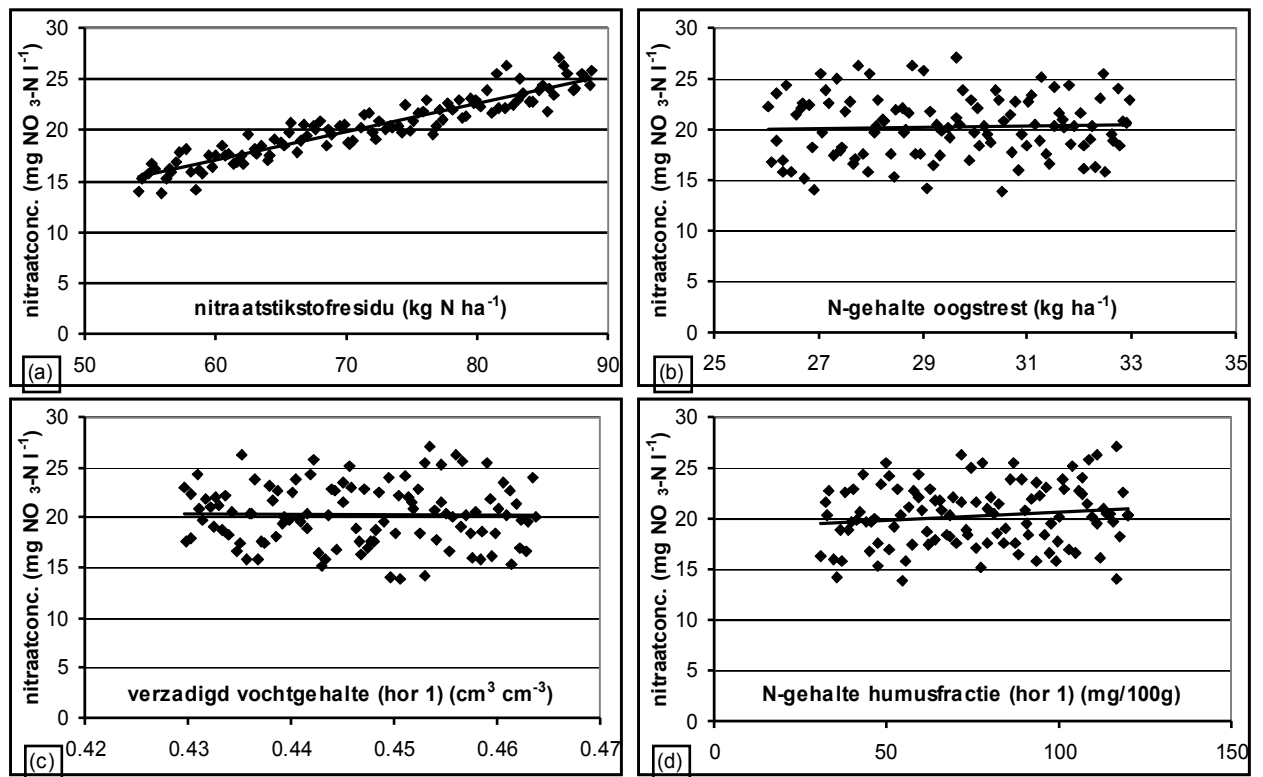 30
25
20
15
10
5
0
nitraatconc. (mg NO ₃-N l⁻¹)
nitraatstikstofresidu (kg N ha⁻¹)
50 60 70 80 90
(a)
30
25
20
15
10
5
0
nitraatconc. (mg NO ₃-N l⁻¹)
N-gehalte oogstrest (kg ha⁻¹)
25 27 29 31 33 35
(b)
30
25
20
15
10
5
0
nitraatconc. (mg NO ₃-N l⁻¹)
verzadigd vochtgehalte (hor 1) (cm³ cm⁻³)
0.42 0.43 0.44 0.45 0.46 0.47
(c)
30
25
20
15
10
5
0
nitraatconc. (mg NO ₃-N l⁻¹)
N-gehalte humusfractie (hor 1) (mg/100g)
0 50 100 150
(d)